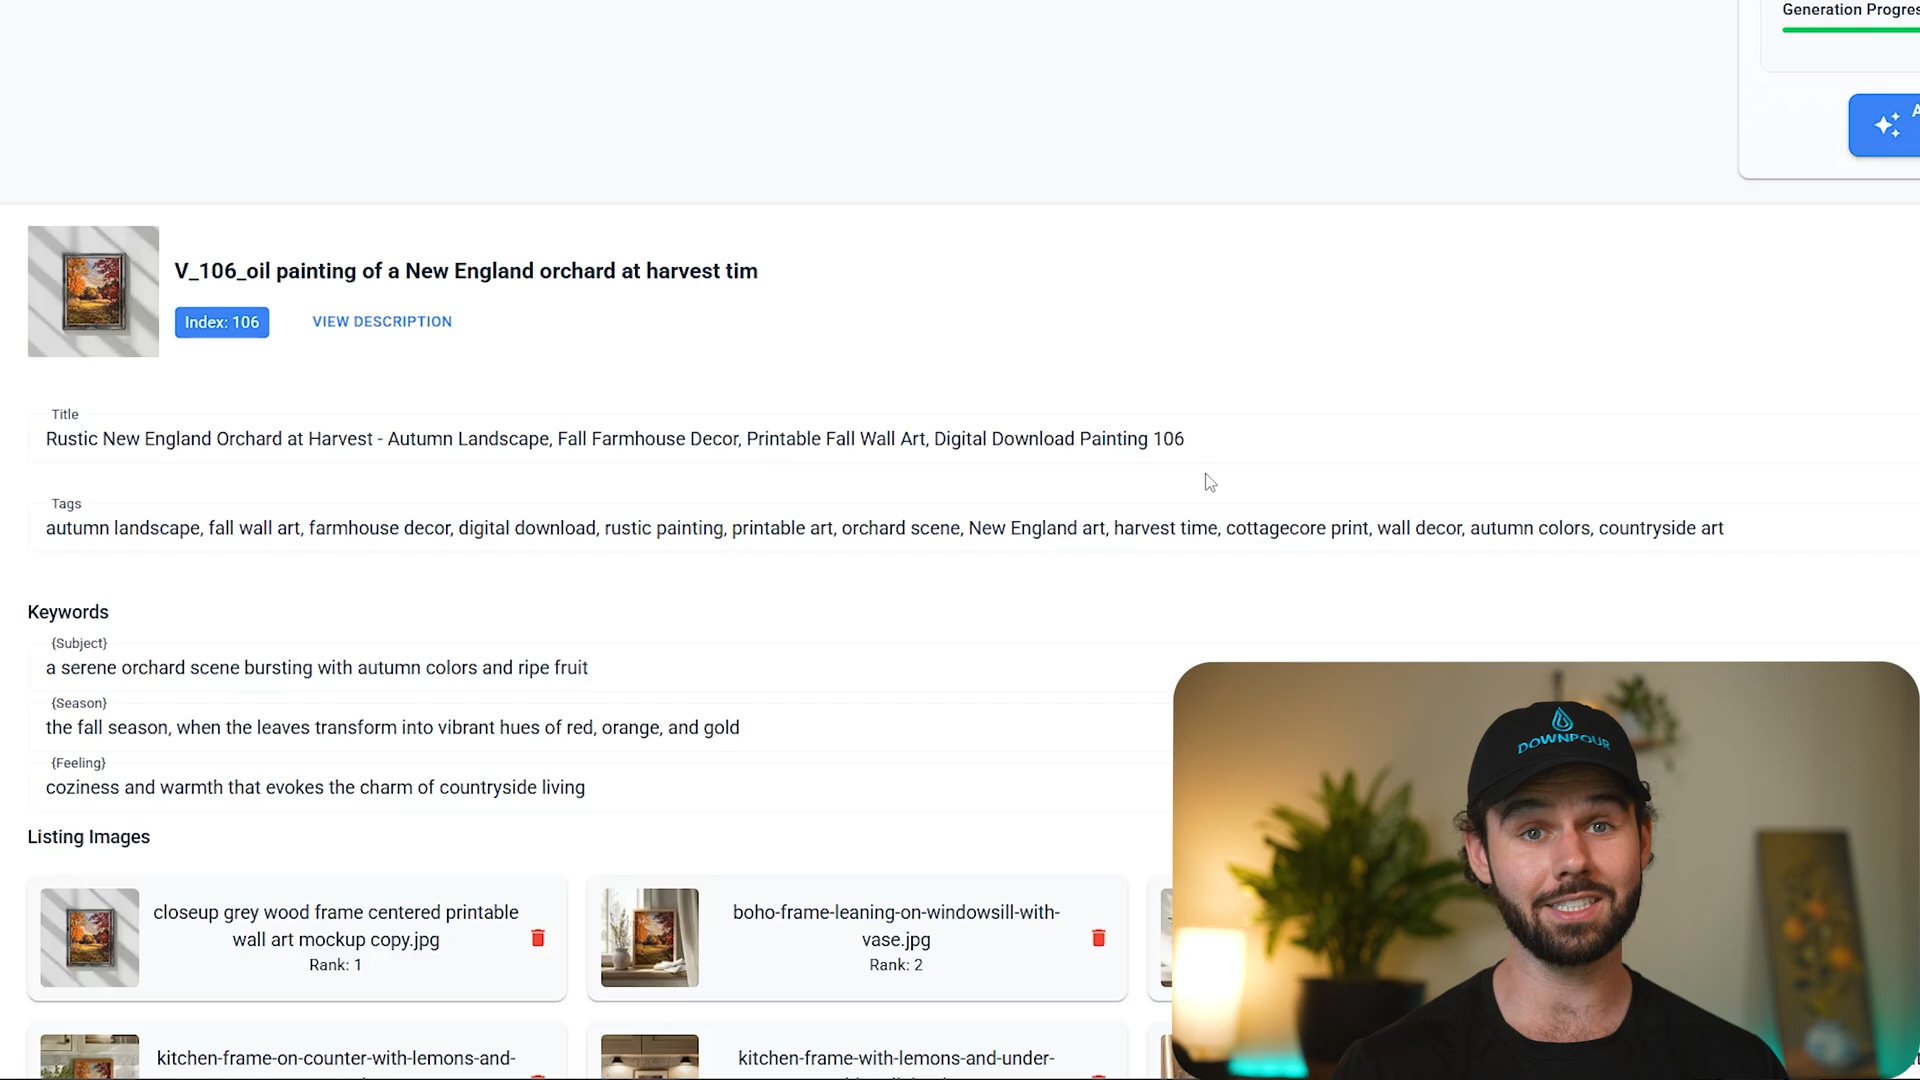 Generation Progres
A
V_106_oil painting of a New England orchard at harvest tim
Index: 106
VIEW DESCRIPTION
Title
Rustic New England Orchard at Harvest - Autumn Landscape, Fall Farmhouse Decor, Printable Fall Wall Art, Digital Download Painting 106
Tags
autumn landscape, fall wall art, farmhouse decor, digital download, rustic painting, printable art, orchard scene, New England art, harvest time, cottagecore print, wall decor, autumn colors, countryside art
Keywords
{Subject}
a serene orchard scene bursting with autumn colors and ripe fruit
{Season}
the fall season, when the leaves transform into vibrant hues of red, orange, and gold
{Feeling}
coziness and warmth that evokes the charm of countryside living
Listing Images
closeup grey wood frame centered printable
wall art mockup copy.jpg
Rank: 1
boho-frame-leaning-on-windowsill-with-
vase.jpg
Rank: 2
kitchen-frame-on-counter-with-lemons-and-
kitchen-frame-with-lemons-and-under-
DOWNPOUR